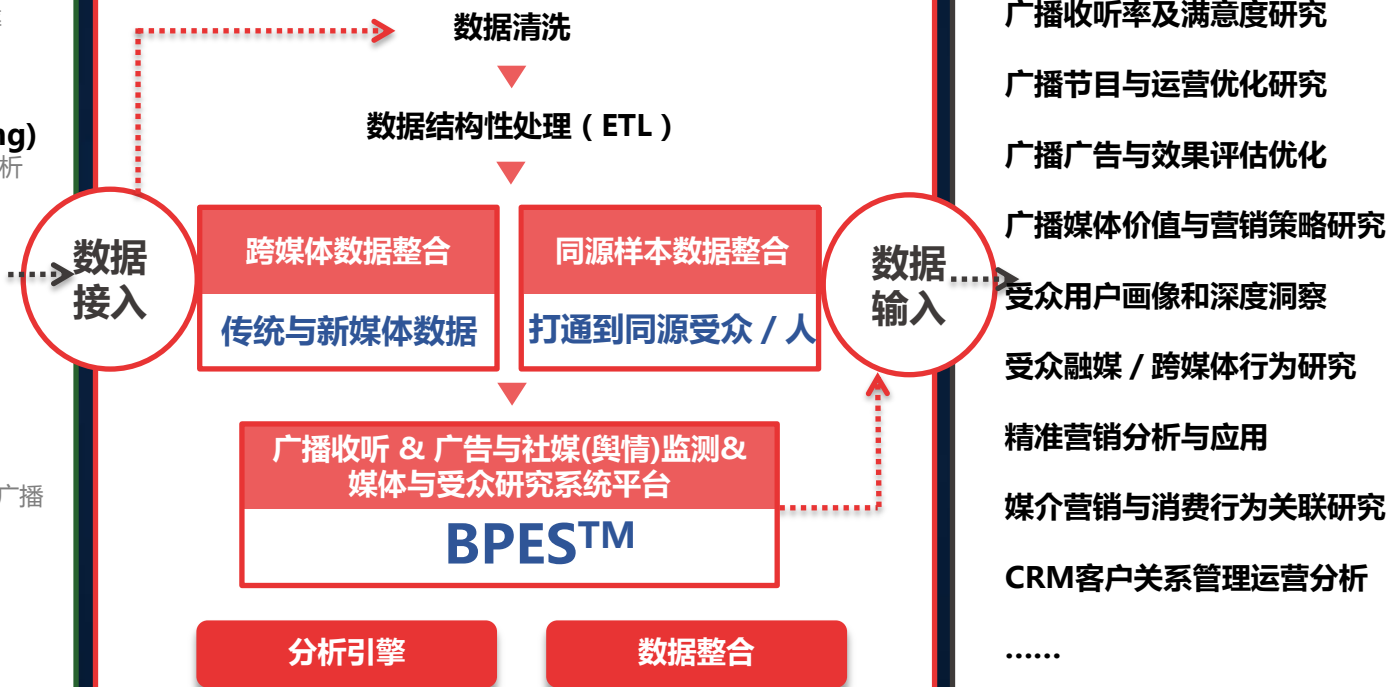 ng)
析
广播
数据清洗
数据结构性处理（ETL）
数据
接入
跨媒体数据整合
传统与新媒体数据
同源样本数据整合
打通到同源受众 / 人
数据
输入
广播收听 & 广告与社媒(舆情)监测&
媒体与受众研究系统平台
BPES™
分析引擎
数据整合
广播收听率及满意度研究
广播节目与运营优化研究
广播广告与效果评估优化
广播媒体价值与营销策略研究
受众用户画像和深度洞察
受众融媒 / 跨媒体行为研究
精准营销分析与应用
媒介营销与消费行为关联研究
CRM客户关系管理运营分析
……